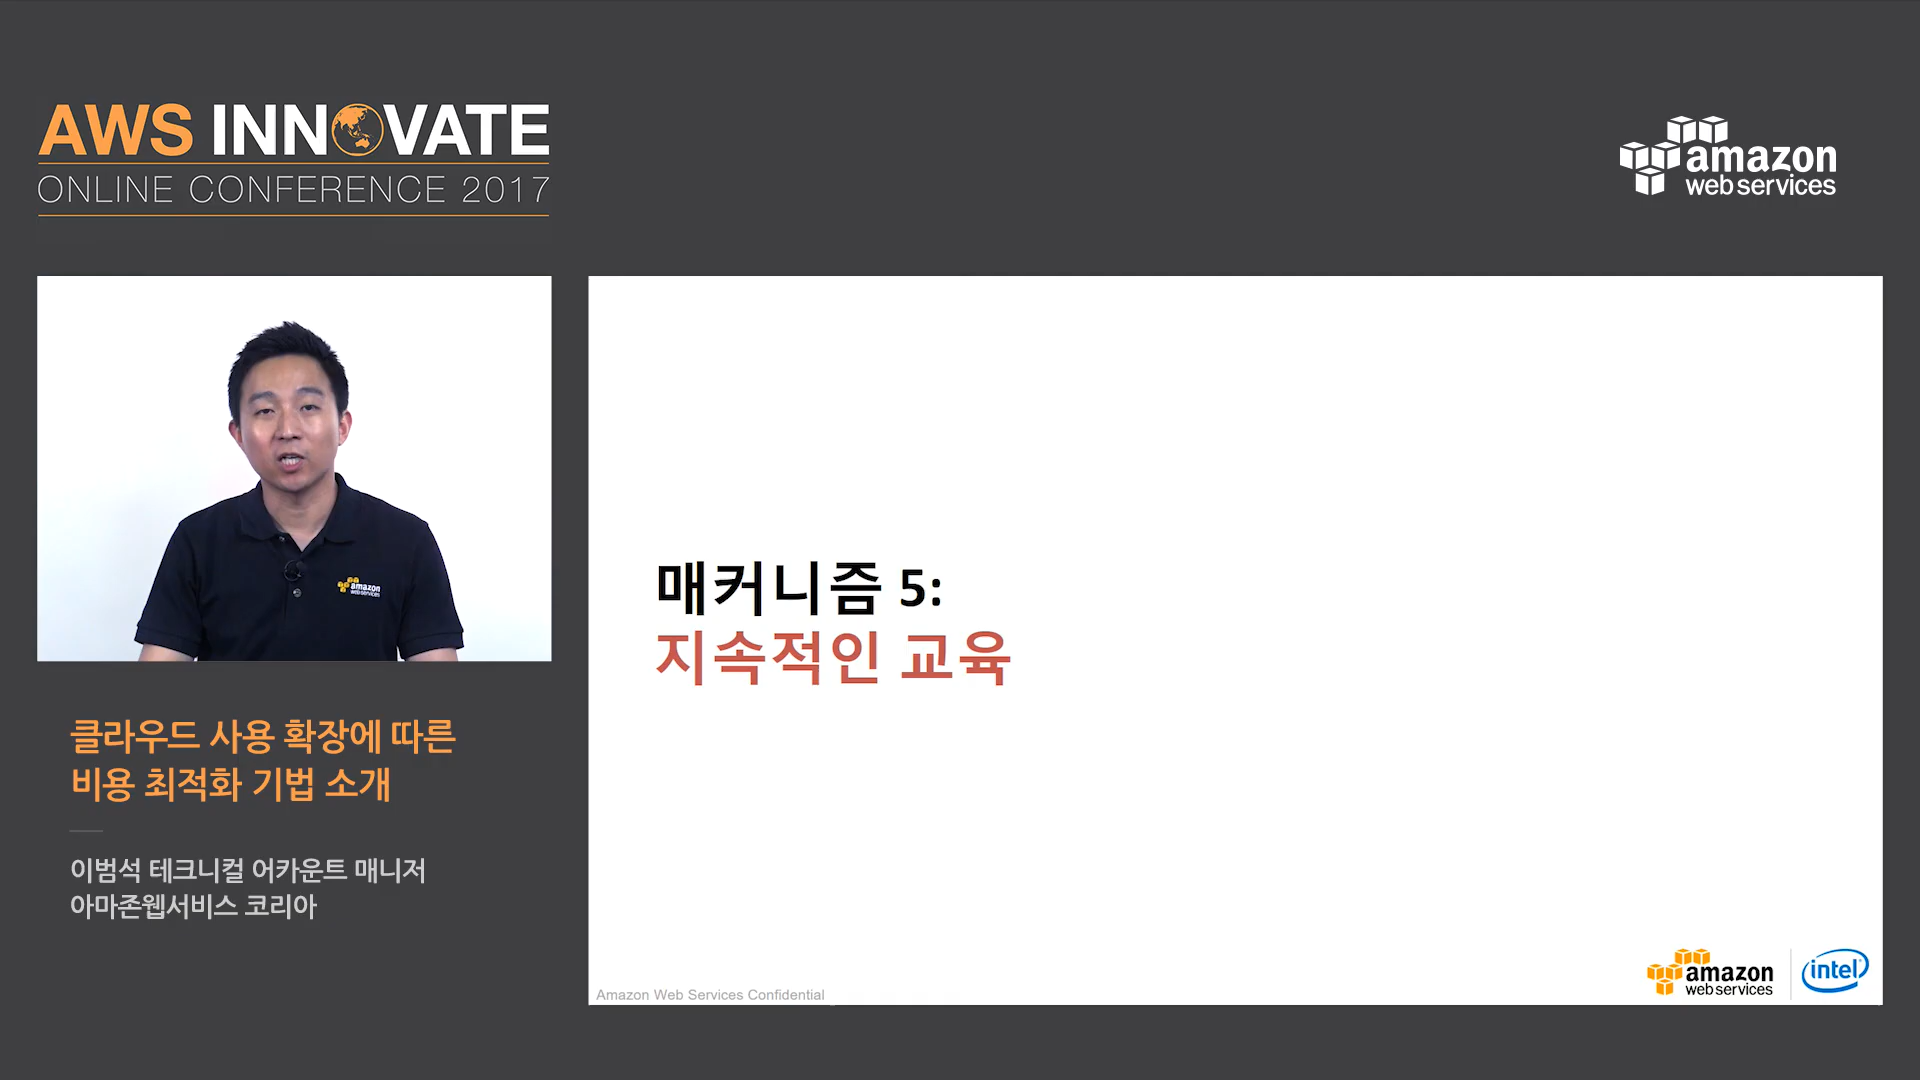 AWS INNOVATE
ONLINE CONFERENCE 2017
amazon
web services
amazon
web services
클라우드 사용 확장에 따른
비용 최적화 기법 소개
이범석 테크니컬 어카운트 매니저
아마존웹서비스 코리아
매커니즘 5:
지속적인 교육
Amazon Web Services Confidential
amazon
web services
intel